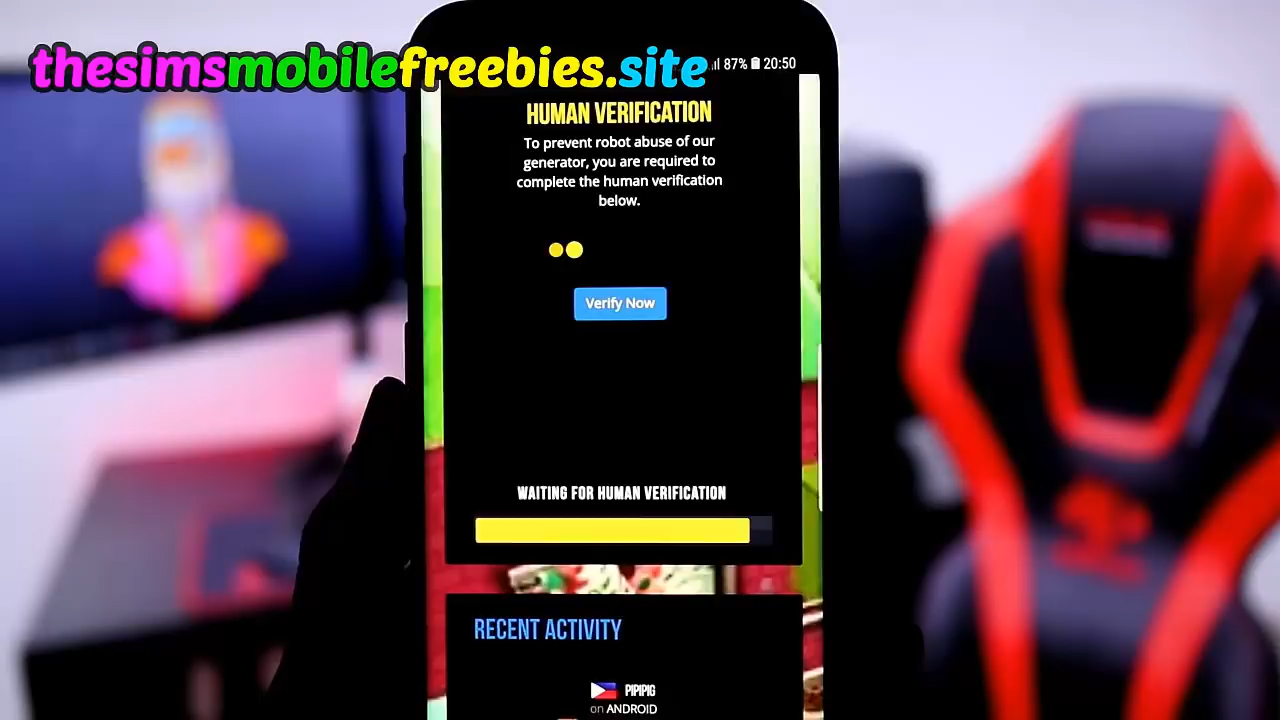 thesimsmobilefreebies.site
87% 20:50
HUMAN VERIFICATION
To prevent robot abuse of our
generator, you are required to
complete the human verification
below.
Verify Now
WAITING FOR HUMAN VERIFICATION
RECENT ACTIVITY
PIPIPIG
on ANDROID